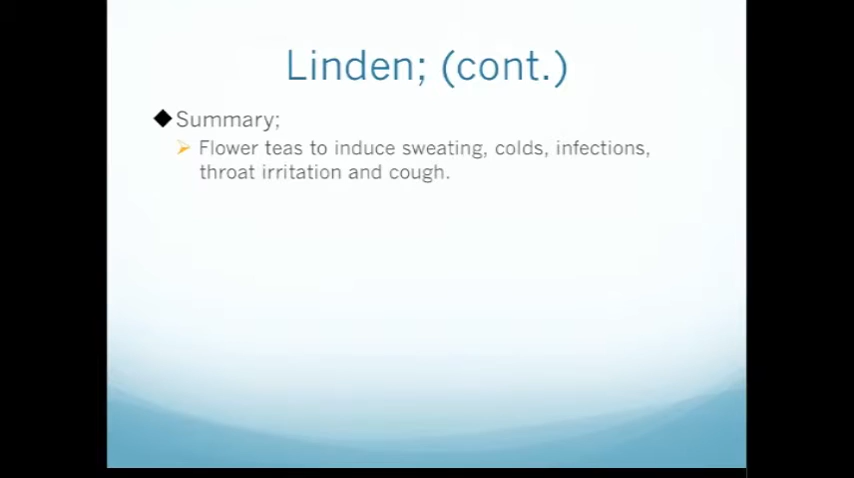 Linden; (cont.)
Summary;
Flower teas to induce sweating, colds, infections,
throat irritation and cough.